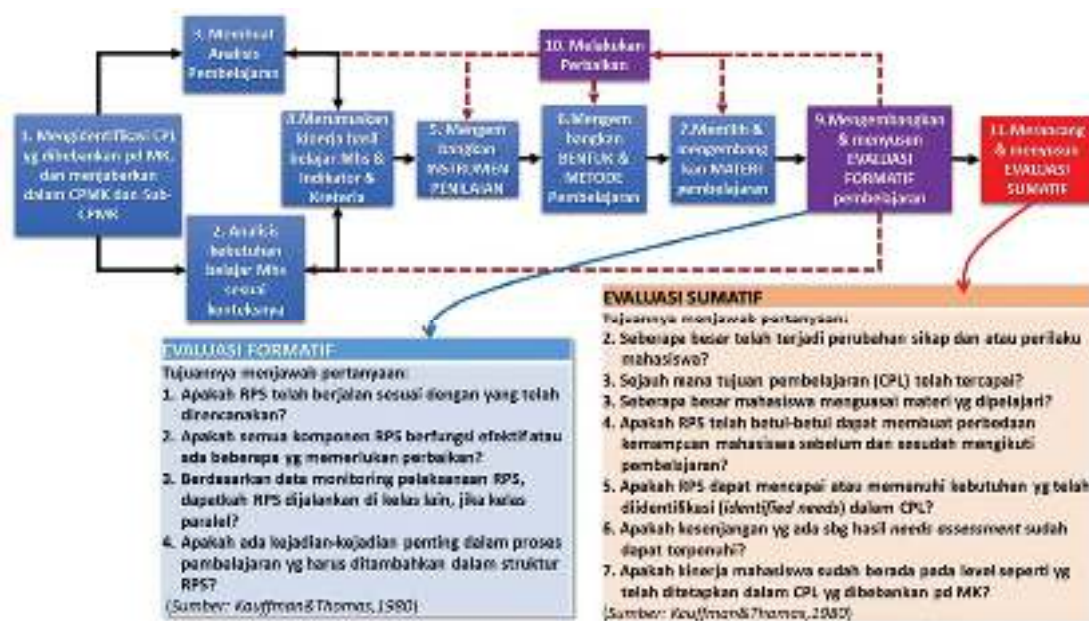 3. Membuat
Analisis
Pembelajaran
10. Melakukan
Perbaikan
1. Mengidentifikasi CPL
yg dibebankan pd MK,
dan menjabarkan
dalam CPMK dan Sub-
CPMK
4.Merumuskan
kinerja hasil
belajar Mhs &
Indikator &
Kreteria
5. Mengem
bangkan
INSTRUMEN
PENILAIAN
6.Mengem
bangkan
BENTUK &
METODE
Pembelajaran
7.Memilih &
mengembang
kan MATERI
pembelajaran
9.Mengembangkan
& menyusun
EVALUASI
FORMATIF
pembelajaran
11.Merancang
& menyusun
EVALUASI
SUMATIF
2. Analisis
kebutuhan
belajar Mhs
sesuai
konteksnya
EVALUASI FORMATIF
Tujuannya menjawab pertanyaan:
1. Apakah RPS telah berjalan sesuai dengan yang telah
direncanakan?
2. Apakah semua komponen RPS berfungsi efektif atau
ada beberapa yg memerlukan perbaikan?
3. Berdasarkan data monitoring pelaksanaan RPS,
dapatkah RPS dijalankan di kelas lain, jika kelas
paralel?
4. Apakah ada kejadian-kejadian penting dalam proses
pembelajaran yg harus ditambahkan dalam struktur
RPS?
(Sumber: Kauffman&Thomas,1980)
EVALUASI SUMATIF
Tujuannya menjawab pertanyaan:
2. Seberapa besar telah terjadi perubahan sikap dan atau perilaku
mahasiswa?
3. Sejauh mana tujuan pembelajaran (CPL) telah tercapai?
3. Seberapa besar mahasiswa menguasai materi yg dipelajari?
4. Apakah RPS telah betul-betul dapat membuat perbedaan
kemampuan mahasiswa sebelum dan sesudah mengikuti
pembelajaran?
5. Apakah RPS dapat mencapai atau memenuhi kebutuhan yg telah
diidentifikasi (identified needs) dalam CPL?
6. Apakah kesenjangan yg ada sbg hasil needs assessment sudah
dapat terpenuhi?
7. Apakah kinerja mahasiswa sudah berada pada level seperti yg
telah ditetapkan dalam CPL yg dibebankan pd MK?
(Sumber: Kauffman&Thomas,1980)